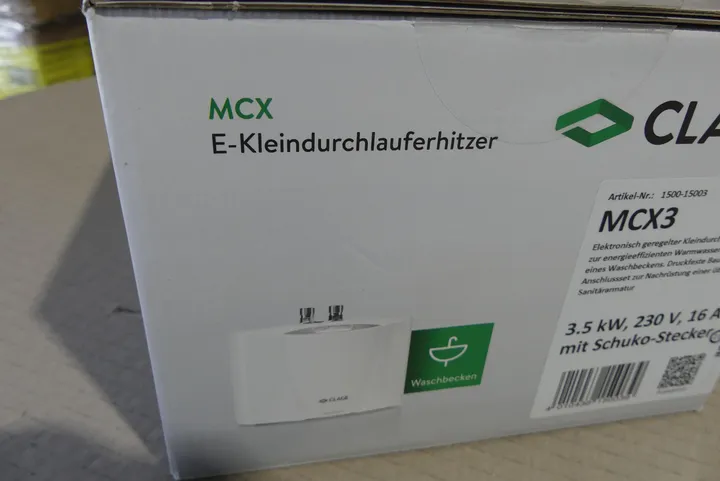 MCX
E-Kleindurchlauferhitzer
CLA
Artikel-Nr.: 1500-15003
MCX3
Elektronisch geregelter Kleindurch
zur energieeffizienten Warmwasser
eines Waschbeckens. Druckfeste Bau
Anschlussset zur Nachrüstung einer
Sanitärarmatur
3.5 kW, 230 V, 16 A
mit Schuko-Stecker
Waschbecken
CLAGE